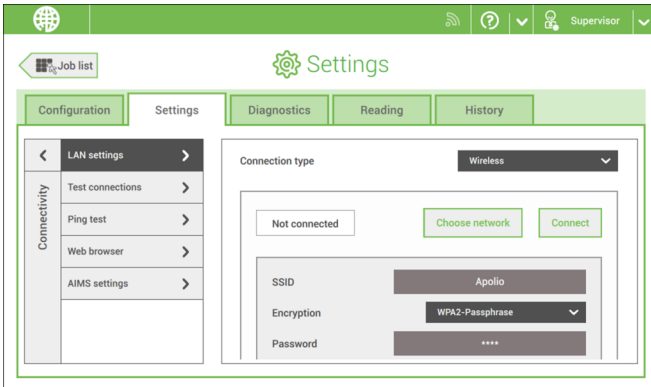 Supervisor
Job list
Settings
Configuration
Settings
Diagnostics
Reading
History
Connectivity
LAN settings
Test connections
Ping test
Web browser
AIMS settings
Connection type
Wireless
Not connected
Choose network
Connect
SSID
Apolio
Encryption
WPA2-Passphrase
Password
****